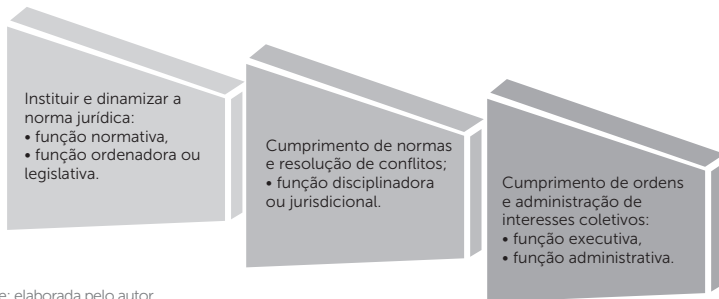 Instituir e dinamizar a
norma jurídica:
• função normativa,
• função ordenadora ou
legislativa.
Cumprimento de normas
e resolução de conflitos;
• função disciplinadora
ou jurisdicional.
Cumprimento de ordens
e administração de
interesses coletivos:
• função executiva,
• função administrativa.
elaborada pelo autor